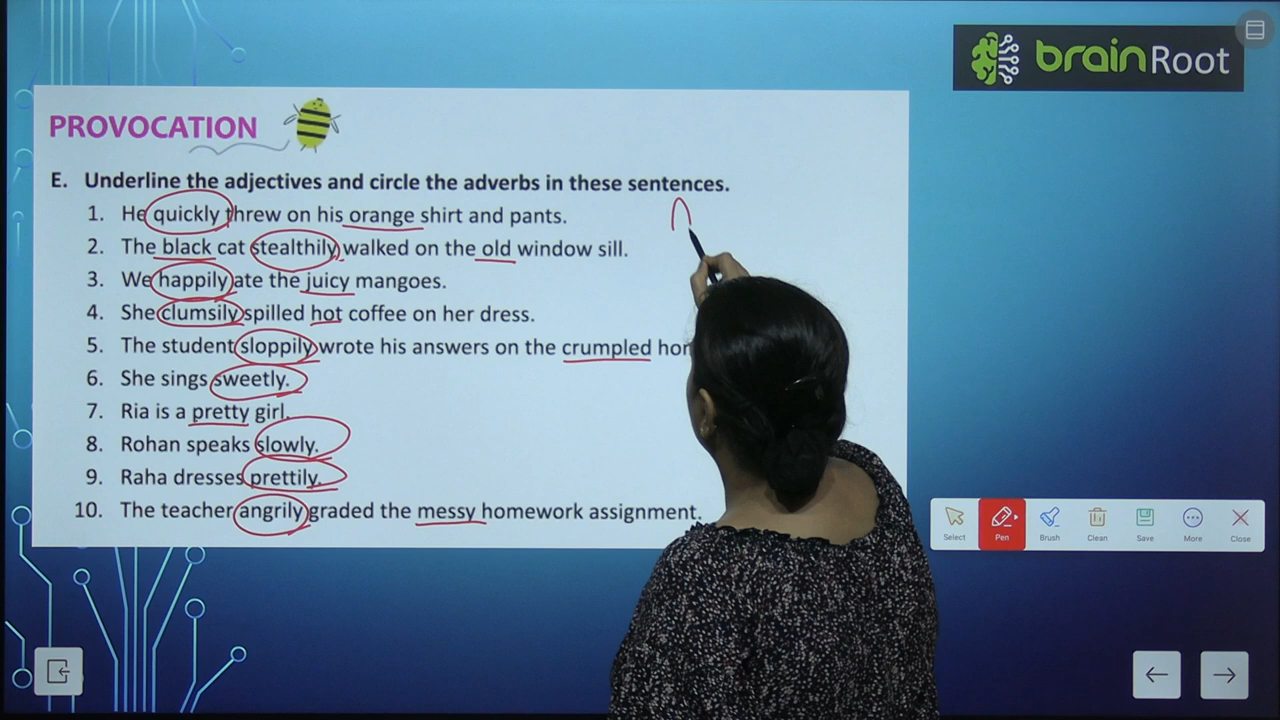 brainRoot
PROVOCATION
E. Underline the adjectives and circle the adverbs in these sentences.
1. He quickly threw on his orange shirt and pants.
2. The black cat stealthily walked on the old window sill.
3. We happily ate the juicy mangoes.
4. She clumsily spilled hot coffee on her dress.
5. The student sloppily wrote his answers on the crumpled
6. She sings sweetly.
7. Ria is a pretty girl.
8. Rohan speaks slowly.
9. Raha dresses prettily.
10. The teacher angrily graded the messy homework assignment.
Select Pen Brush Clean Save More Close